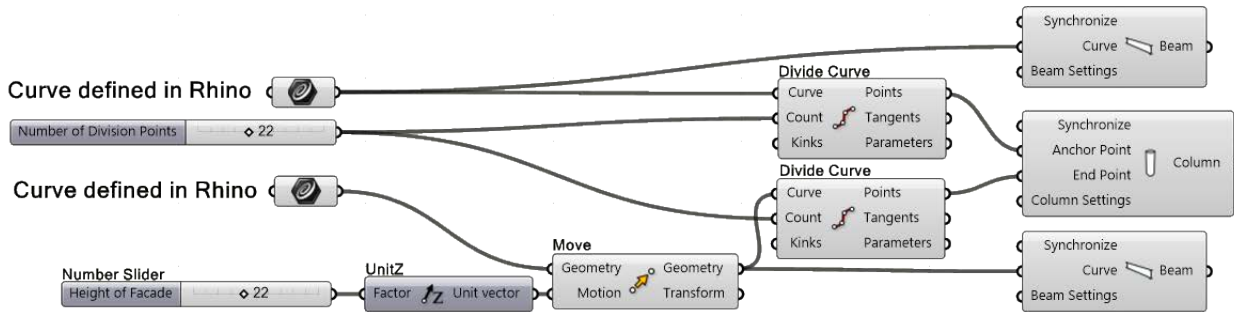 Synchronize
Curve Beam
Beam Settings
Curve defined in Rhino
Number of Division Points 22
Divide Curve
Curve Points
Count Tangents
Kinks Parameters
Synchronize
Anchor Point
End Point
Column
Column Settings
Curve defined in Rhino
Divide Curve
Curve Points
Count Tangents
Kinks Parameters
Number Slider
Height of Facade 22
UnitZ
Factor Z Unit vector
Move
Geometry Geometry
Motion Transform
Synchronize
Curve Beam
Beam Settings